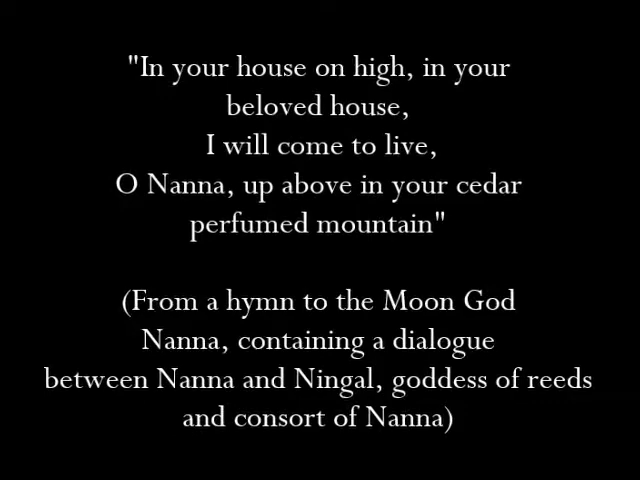 "In your house on high, in your
beloved house,
I will come to live,
O Nanna, up above in your cedar
perfumed mountain"
(From a hymn to the Moon God
Nanna, containing a dialogue
between Nanna and Ningal, goddess of reeds
and consort of Nanna)